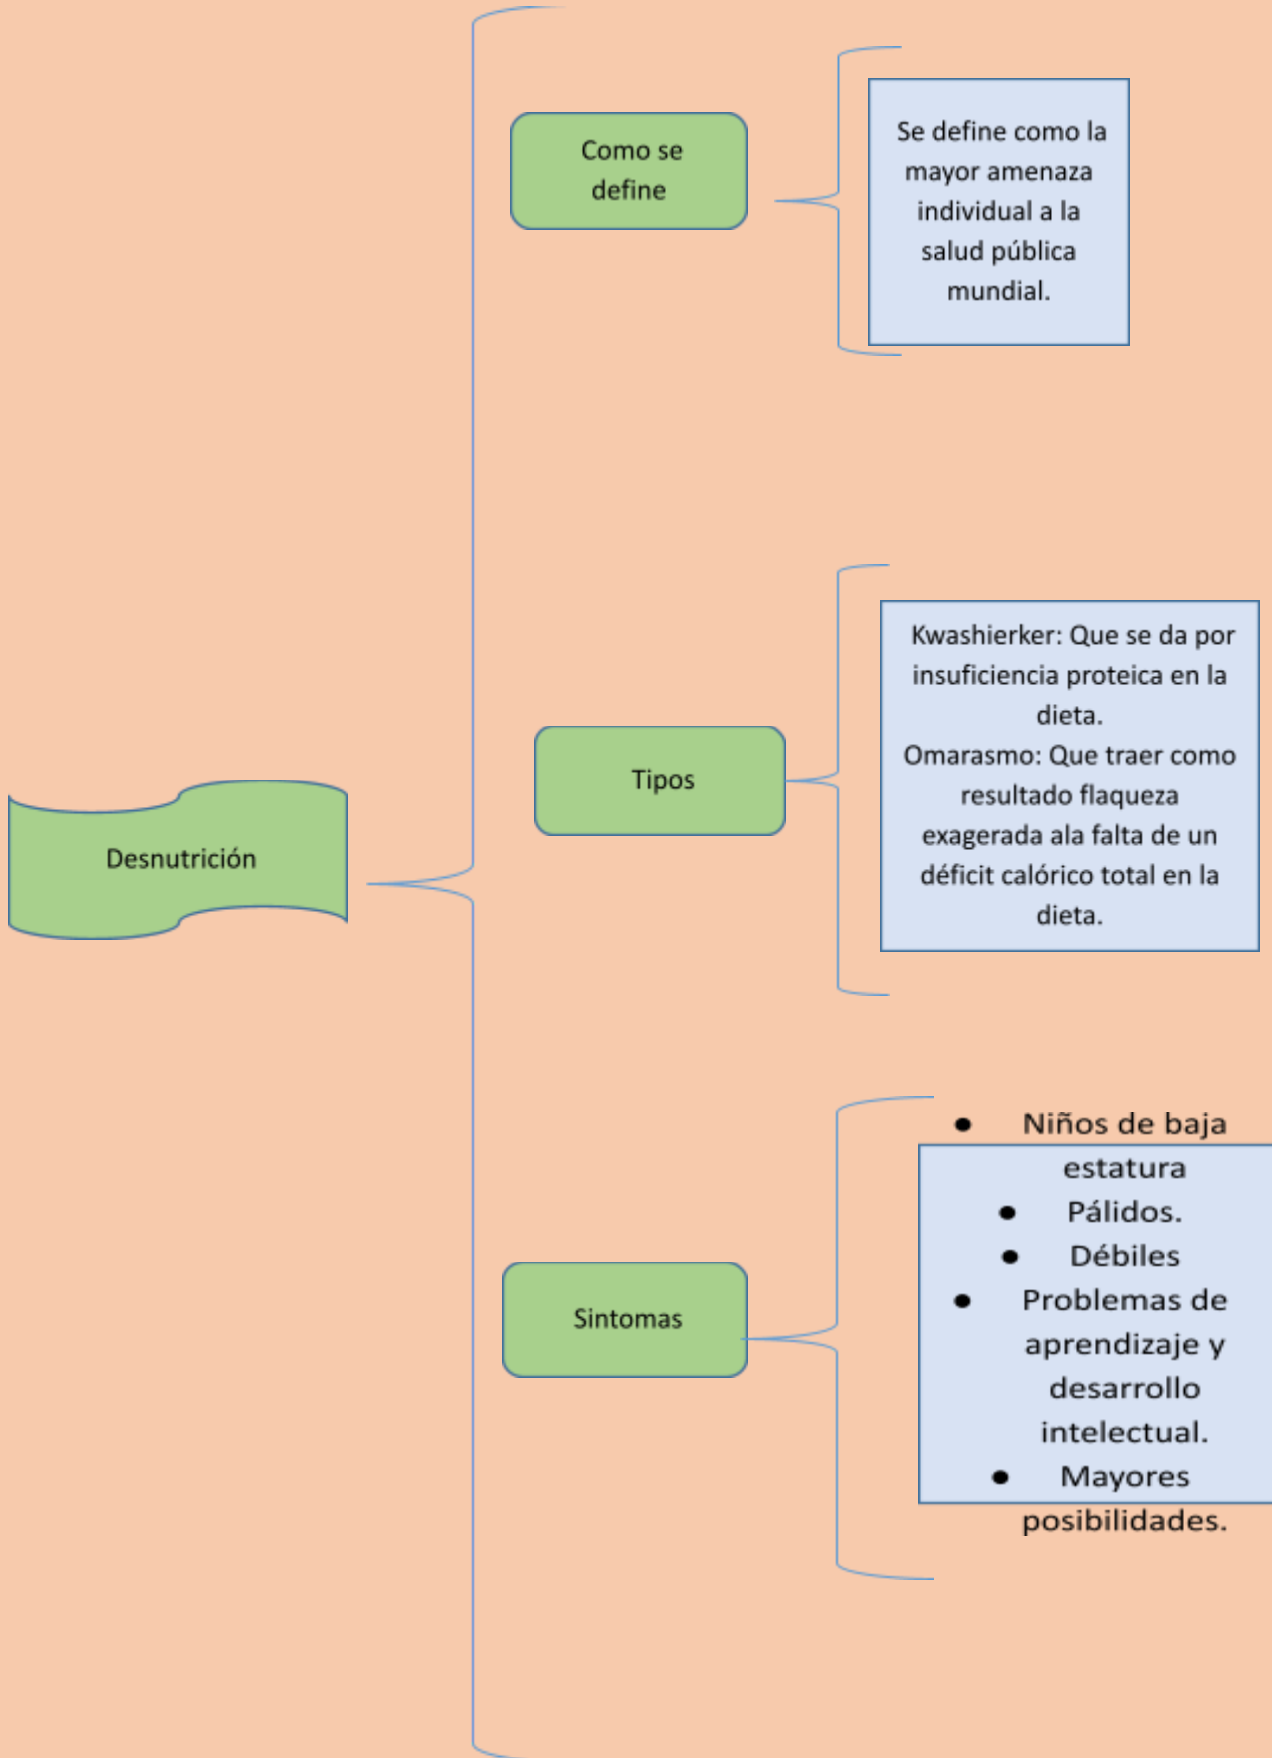 Como se
define
Se define como la
mayor amenaza
individual a la
salud pública
mundial.
Desnutrición
Tipos
Kwashierker: Que se da por
insuficiencia proteica en la
dieta.
Omarasmo: Que traer como
resultado flaqueza
exagerada ala falta de un
déficit calórico total en la
dieta.
Sintomas
● Niños de baja
estatura
● Pálidos.
● Débiles
● Problemas de
aprendizaje y
desarrollo
intelectual.
● Mayores
posibilidades.